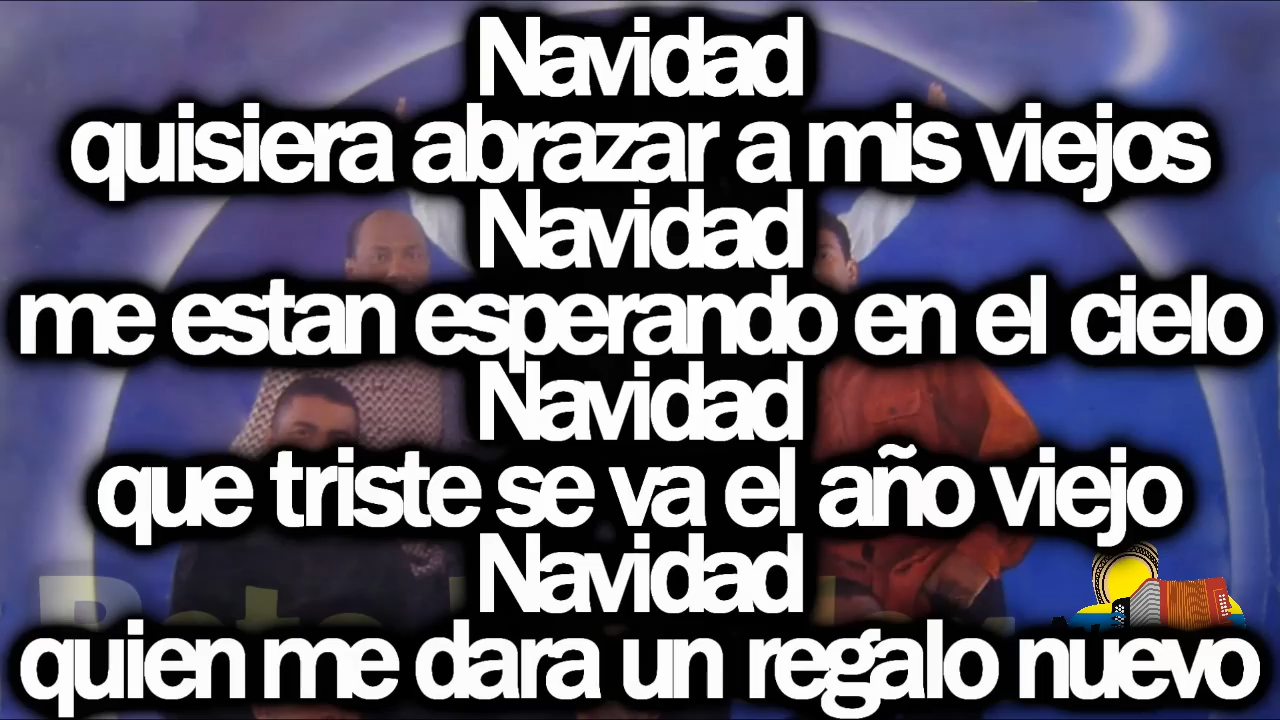 Navidad
quisiera abrazar a mis viejos
Navidad
me estan esperando en el cielo
Navidad
que triste se va el año viejo
Navidad
quien me dara un regalo nuevo